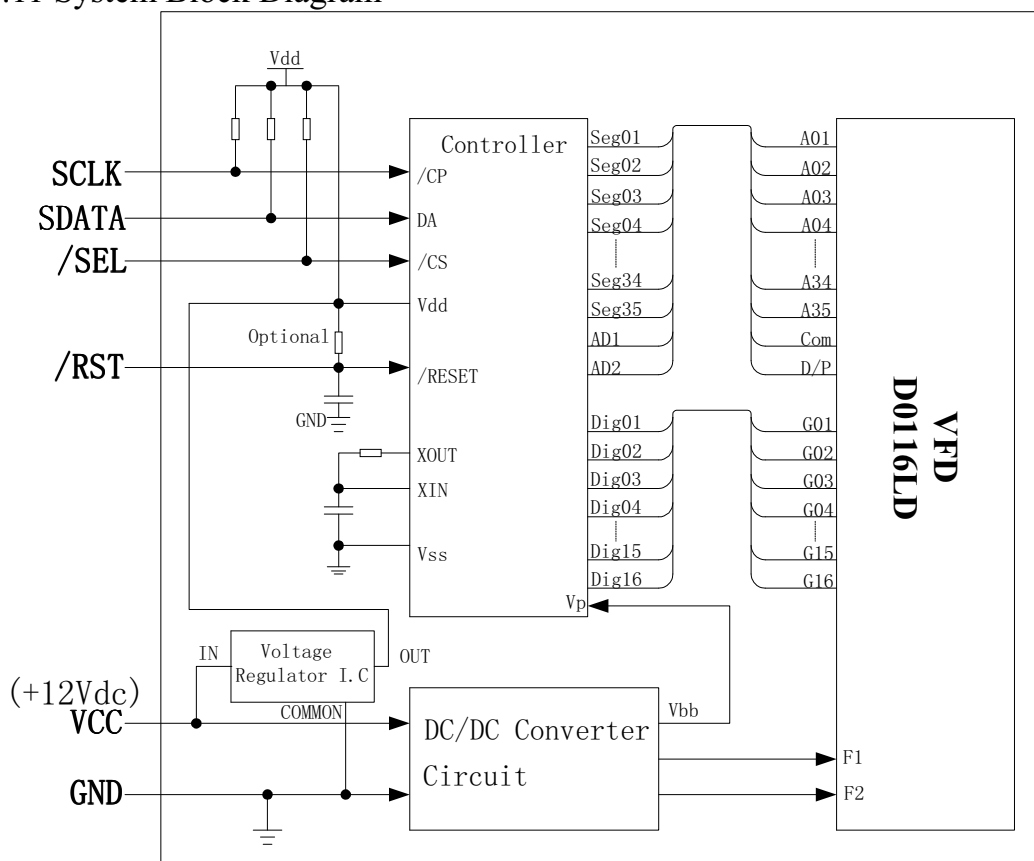 System Block Diagram
Vdd
Controller
SCLK
/CP
SDATA
DA
/SEL
/CS
Vdd
Optional
/RST
/RESET
GND
XOUT
XIN
Vss
Seg01
Seg02
Seg03
Seg04
Seg34
Seg35
AD1
AD2
Dig01
Dig02
Dig03
Dig04
Dig15
Dig16
Vp
A01
A02
A03
A04
A34
A35
Com
D/P
G01
G02
G03
G04
G15
G16
VFD
D0116LD
IN
Voltage
Regulator I.C
OUT
COMMON
(+12Vdc)
VCC
GND
DC/DC Converter
Circuit
Vbb
F1
F2